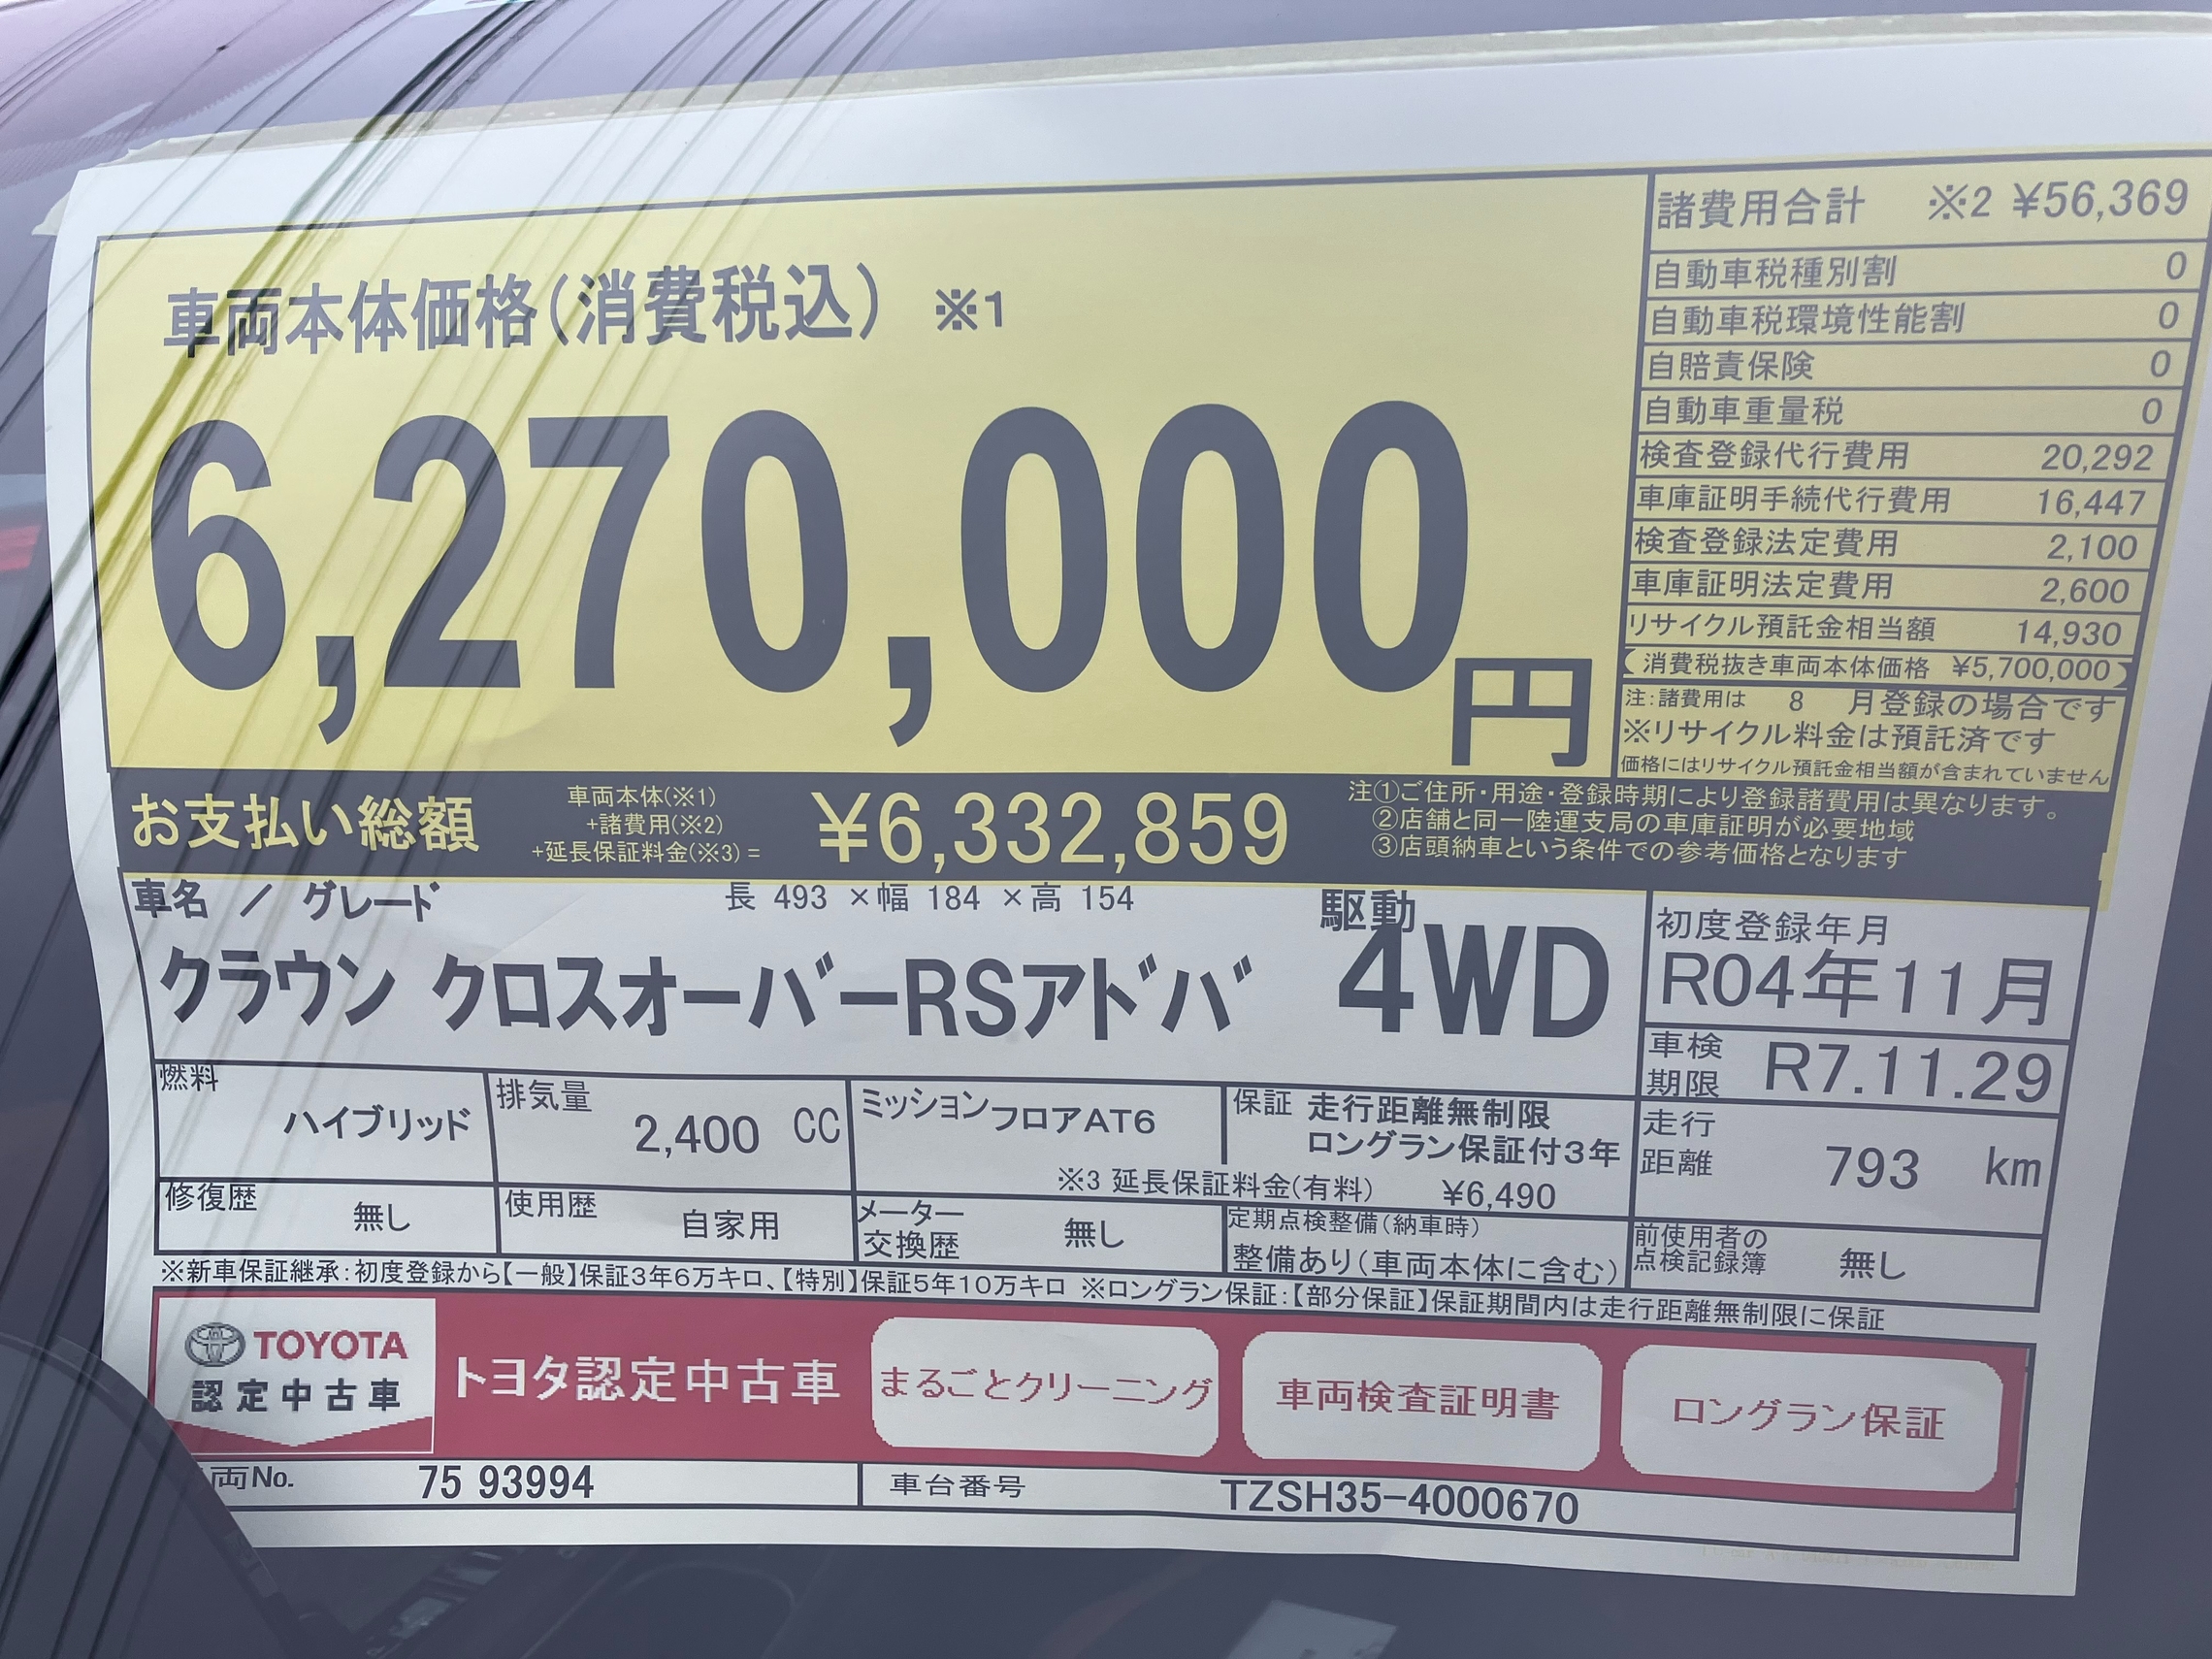 車両本体価格(消費税込) ※1
6,270,000円
諸費用合計 ※2 ¥56,369
自動車税種別割 0
自動車税環境性能割 0
自賠責保険 0
自動車重量税 0
検査登録代行費用 20,292
車庫証明手続代行費用 16,447
検査登録法定費用 2,100
車庫証明法定費用 2,600
リサイクル預託金相当額 14,930
【消費税抜き車両本体価格 ¥5,700,000】
注:諸費用は 8 月登録の場合です
※リサイクル料金は預託済です
価格にはリサイクル預託金相当額が含まれていません
お支払い総額
車両本体(※1)
+諸費用(※2)
+延長保証料金(※3)=
¥6,332,859
注①ご住所・用途・登録時期により登録諸費用は異なります。
②店舗と同一陸運支局の車庫証明が必要地域
③店頭納車という条件での参考価格となります
車名 / グレード 長 493 ×幅 184 ×高 154
クラウン クロスオーバーRSアドバ
駆動
4WD
初度登録年月
R04年11月
車検
期限
R7.11.29
燃料
ハイブリッド
排気量
2,400 CC
ミッション フロアAT6
保証 走行距離無制限
ロングラン保証付3年
※3 延長保証料金(有料) ¥6,490
走行
距離
793 km
修復歴
無し
使用歴
自家用
メーター
交換歴
無し
定期点検整備(納車時)
整備あり(車両本体に含む)
前使用者の
点検記録簿
無し
※新車保証継承:初度登録から【一般】保証3年6万キロ、【特別】保証5年10万キロ ※ロングラン保証:【部分保証】保証期間内は走行距離無制限に保証
TOYOTA
認定中古車
トヨタ認定中古車
まるごとクリーニング
車両検査証明書
ロングラン保証
両No. 75 93994
車台番号 TZSH35-4000670